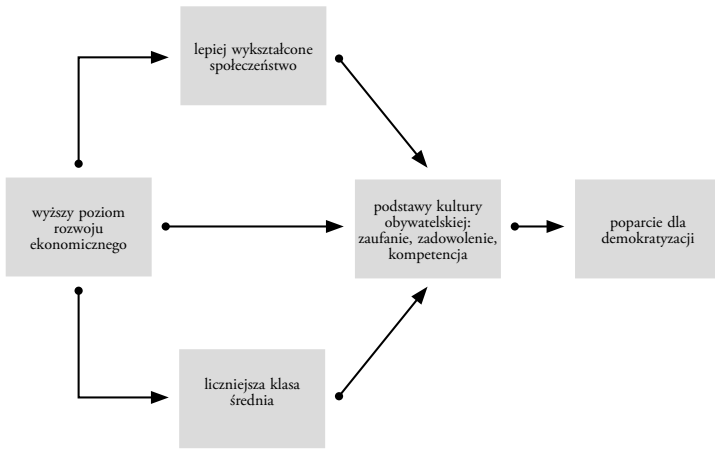 lepiej wykształcone
społeczeństwo
wyższy poziom
rozwoju
ekonomicznego
podstawy kultury
obywatelskiej:
zaufanie, zadowolenie,
kompetencja
poparcie dla
demokratyzacji
liczniejsza klasa
średnia